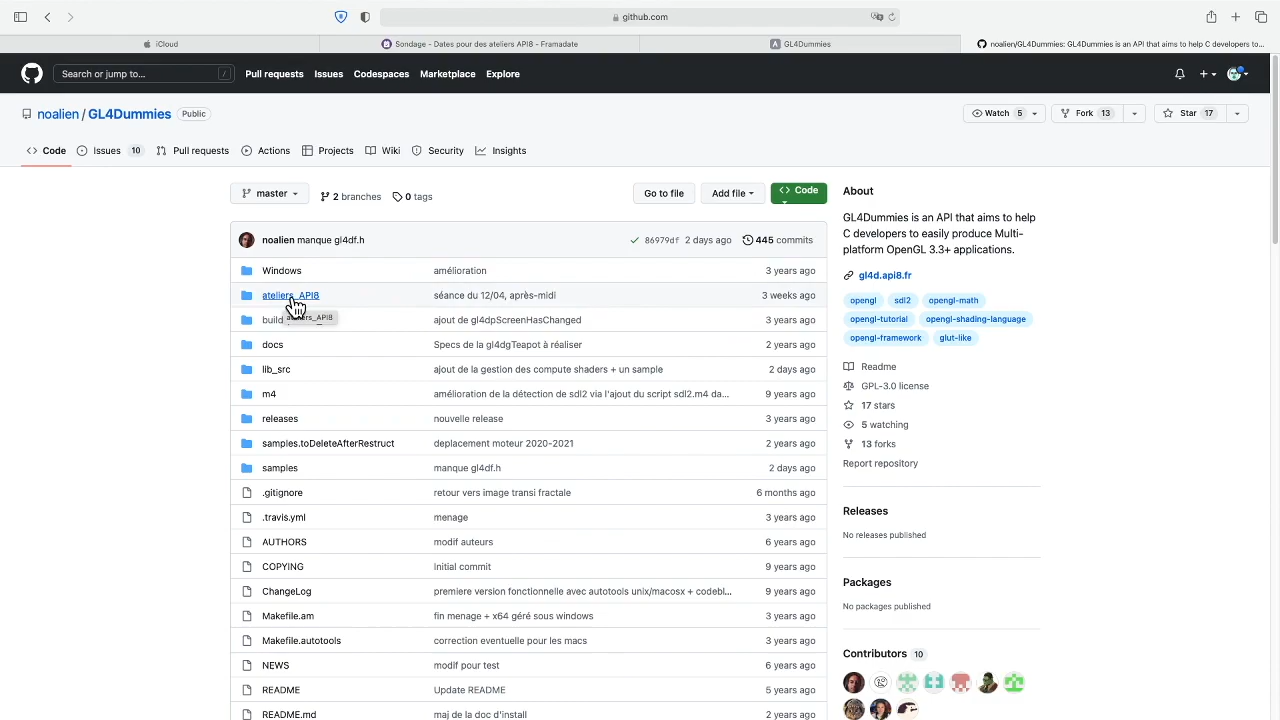 github.com
iCloud
Sondage - Dates pour des ateliers API8 - Framadate
A GL4Dummies
noalien/GL4Dummies: GL4Dummies is an API that aims to help C developers to...
Search or jump to... /
Pull requests Issues Codespaces Marketplace Explore
noalien / GL4Dummies Public
Watch 5 Fork 13 Star 17
Code Issues 10 Pull requests Actions Projects Wiki Security Insights
master 2 branches 0 tags Go to file Add file Code
noalien manque gl4df.h 86979df 2 days ago 445 commits
Windows amélioration 3 years ago
ateliers_API8 séance du 12/04, après-midi 3 weeks ago
build ajout de gl4dpScreenHasChanged 3 years ago
ateliers_API8
docs Specs de la gl4dgTeapot à réaliser 2 years ago
lib_src ajout de la gestion des compute shaders + un sample 2 days ago
m4 amélioration de la détection de sdl2 via l'ajout du script sdl2.m4 da... 9 years ago
releases nouvelle release 3 years ago
samples.toDeleteAfterRestruct deplacement moteur 2020-2021 2 years ago
samples manque gl4df.h 2 days ago
.gitignore retour vers image transi fractale 6 months ago
.travis.yml menage 3 years ago
AUTHORS modif auteurs 6 years ago
COPYING Initial commit 9 years ago
ChangeLog premiere version fonctionnelle avec autotools unix/macosx + codebl... 9 years ago
Makefile.am fin menage + x64 géré sous windows 3 years ago
Makefile.autotools correction eventuelle pour les macs 3 years ago
NEWS modif pour test 6 years ago
README Update README 5 years ago
README.md maj de la doc d'install 2 years ago
About
GL4Dummies is an API that aims to help
C developers to easily produce Multi-
platform OpenGL 3.3+ applications.
gl4d.api8.fr
opengl sdl2 opengl-math
opengl-tutorial opengl-shading-language
opengl-framework glut-like
Readme
GPL-3.0 license
17 stars
5 watching
13 forks
Report repository
Releases
No releases published
Packages
No packages published
Contributors 10